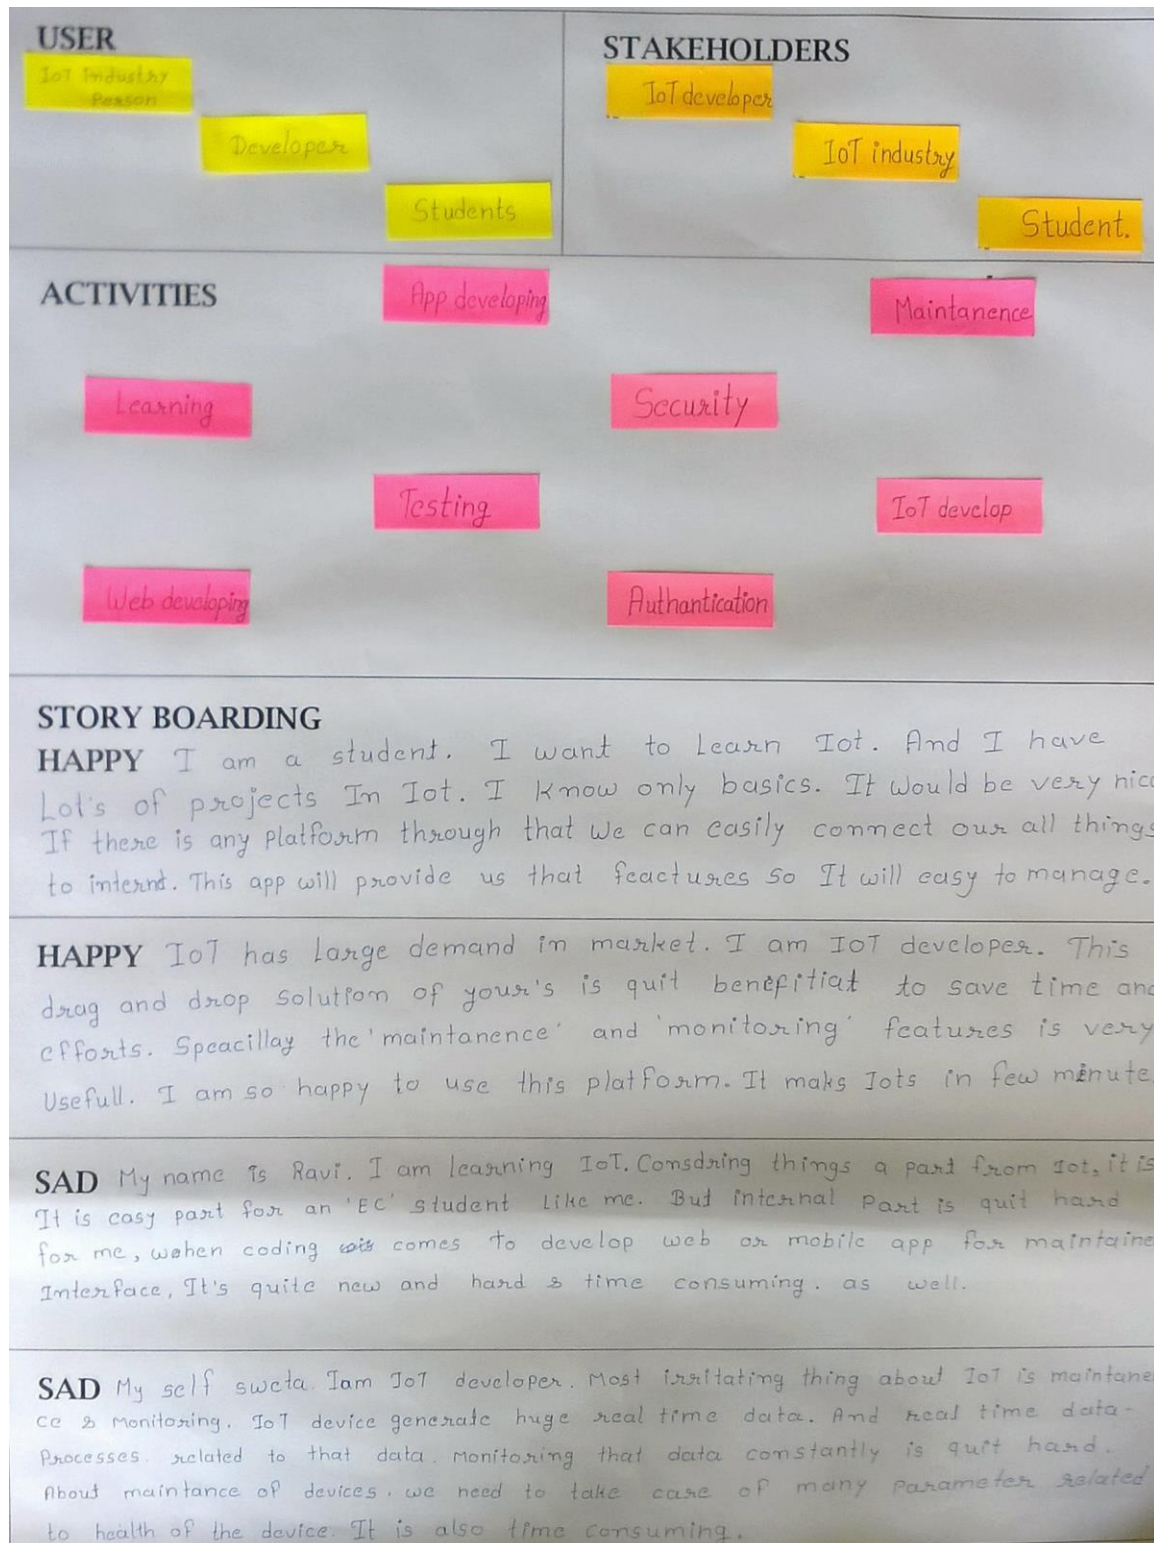 USER
IoT Industry
Person
Developer
Students
STAKEHOLDERS
IoT developer
IoT industry
Student.
ACTIVITIES
App developing
Maintanence
Learning
Security
Testing
IoT develop
Web developing
Authantication
STORY BOARDING
HAPPY I am a student. I want to Learn Iot. And I have
Lot's of projects In Iot. I know only basics. It would be very nice
If there is any platform through that we can easily connect our all things
to internt. This app will provide us that feactures so It will easy to manage.
HAPPY IoT has large demand in market. I am IOT developer. This
drag and drop solution of your's is quit benefitiat to save time and
efforts. Speacillay the 'maintanence' and 'monitoring' features is very
Usefull. I am so happy to use this platform. It maks Iots in few minute
SAD My name is Ravi. I am learning IoT. Consdring things a part from Iot, it is
It is easy part for an 'EC' student Like me. But internal Part is quit hard
for me, wohen coding comes to develop web or mobile app for maintaine
Interface, It's quite new and hard & time consuming. as well.
SAD My self sweta. Iam IoT developer. Most irritating thing about IoT is maintane
ce & Monitoring. IoT device generate huge real time data. And real time data-
Processes. related to that data. monitoring that data constantly is quit hard.
About maintance of devices. we need to take care of many Parameter related
to health of the device. It is also time consuming.